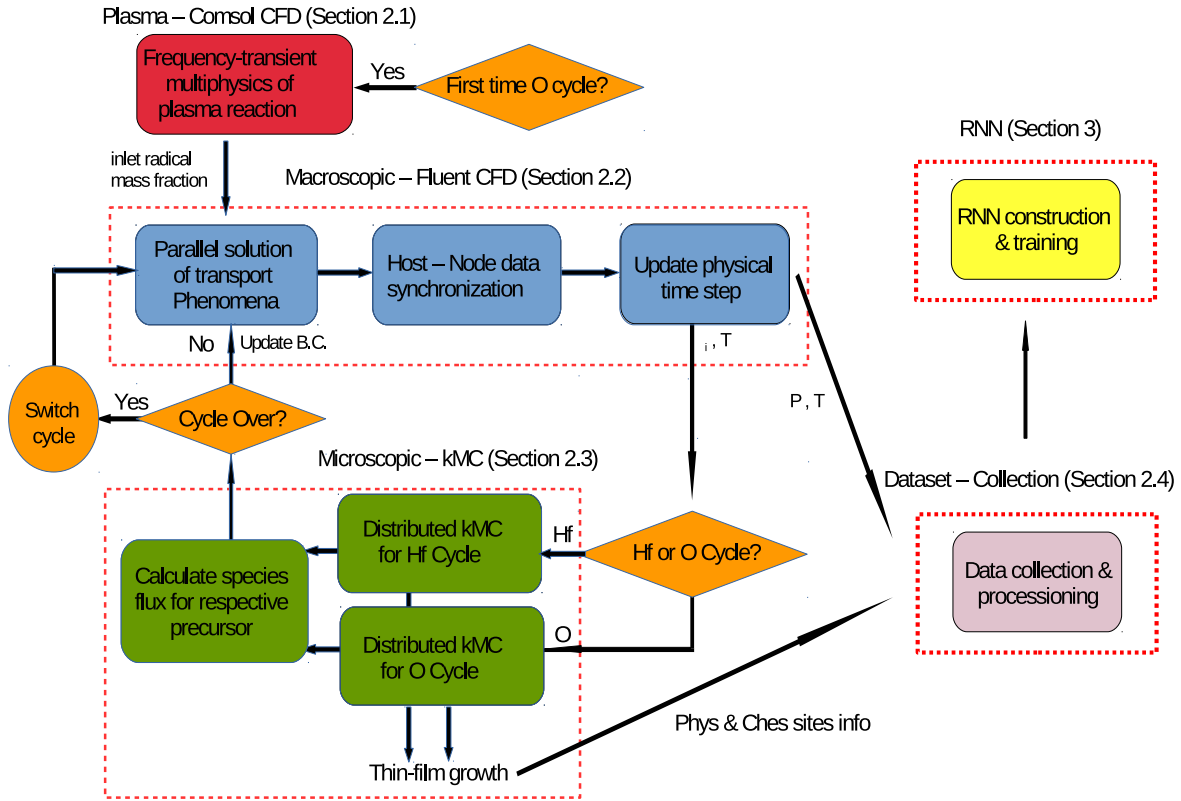 Plasma – Comsol CFD (Section 2.1)
Frequency-transient
multiphysics of
plasma reaction
Yes
First time O cycle?
inlet radical
mass fraction
Macroscopic – Fluent CFD (Section 2.2)
Parallel solution
of transport
Phenomena
Host – Node data
synchronization
Update physical
time step
RNN (Section 3)
RNN construction
& training
No
Update B.C.
i , T
P , T
Switch
cycle
Yes
Cycle Over?
Microscopic – kMC (Section 2.3)
Dataset – Collection (Section 2.4)
Distributed kMC
for Hf Cycle
Hf
Hf or O Cycle?
Calculate species
flux for respective
precursor
Data collection &
processioning
Distributed kMC
for O Cycle
O
Phys & Ches sites info
Thin-film growth